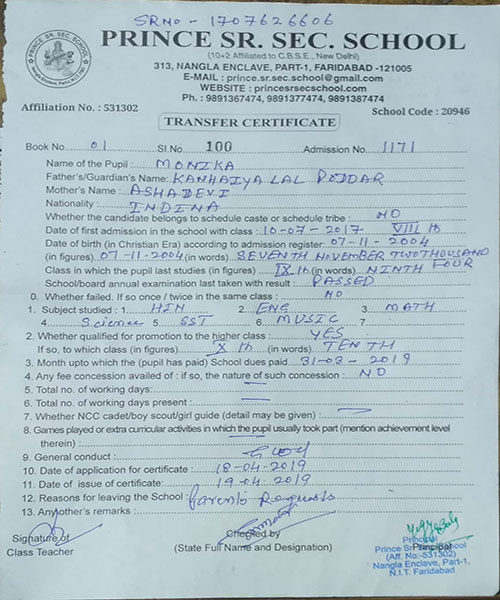 SRNO - 1707626606
PRINCE SR. SEC. SCHOOL
(10+2 Affiliated to C.B.S.E., New Delhi)
313, NANGLA ENCLAVE, PART-1, FARIDABAD -121005
E-MAIL : prince.sr.sec.school@gmail.com
WEBSITE : princesrsecschool.com
Ph. : 9891367474, 9891377474, 9891387474
Affiliation No. : 531302 School Code : 20946
TRANSFER CERTIFICATE
Book No. 01 Sl.No. 100 Admission No. 1171
Name of the Pupil : MONIKA
Father's/Guardian's Name: KANHAIYA LAL PODDAR
Mother's Name : ASHA DEVI
Nationality : INDINA
Whether the candidate belongs to schedule caste or schedule tribe : NO
Date of first admission in the school with class : 10-07-2017 VIII th
Date of birth (in Christian Era) according to admission register: 07-11-2004
(in figures). 07-11-2004 (in words). SEVENTH NOVEMBER TWO THOUSAND FOUR
Class in which the pupil last studies (in figures) IX th (in words) NINTH
School/board annual examination last taken with result : PASSED
0. Whether failed. If so once / twice in the same class : NO
1. Subject studied : 1. HIN 2. ENG 3. MATH
4. Science 5. SST 6. MUSIC 7.
2. Whether qualified for promotion to the higher class : YES
If so, to which class (in figures) X th (in words) TENTH
3. Month upto which the (pupil has paid) School dues paid 31-03-2019
4. Any fee concession availed of : if so, the nature of such concession : NO
5. Total no. of working days:
6. Total no. of working days present :
7. Whether NCC cadet/boy scout/girl guide (detail may be given) :
8. Games played or extra curricular activities in which the pupil usually took part (mention achievement level
therein) :
9. General conduct :
10. Date of application for certificate : 18-04-2019
11. Date of issue of certificate: 19-04-2019
12. Reasons for leaving the School : Parents Requests
13. Any other's remarks :
Signature of Checked by Principal
Class Teacher (State Full Name and Designation) Principal
Prince Sr. Sec. School
(Aff. No:-531302)
Nangla Enclave, Part-1,
N.I.T. Faridabad